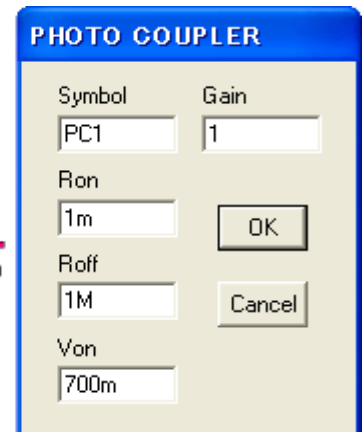 PHOTO COUPLER
Symbol Gain
PC1 1
Ron
1m
OK
Roff
1M
Cancel
Von
700m